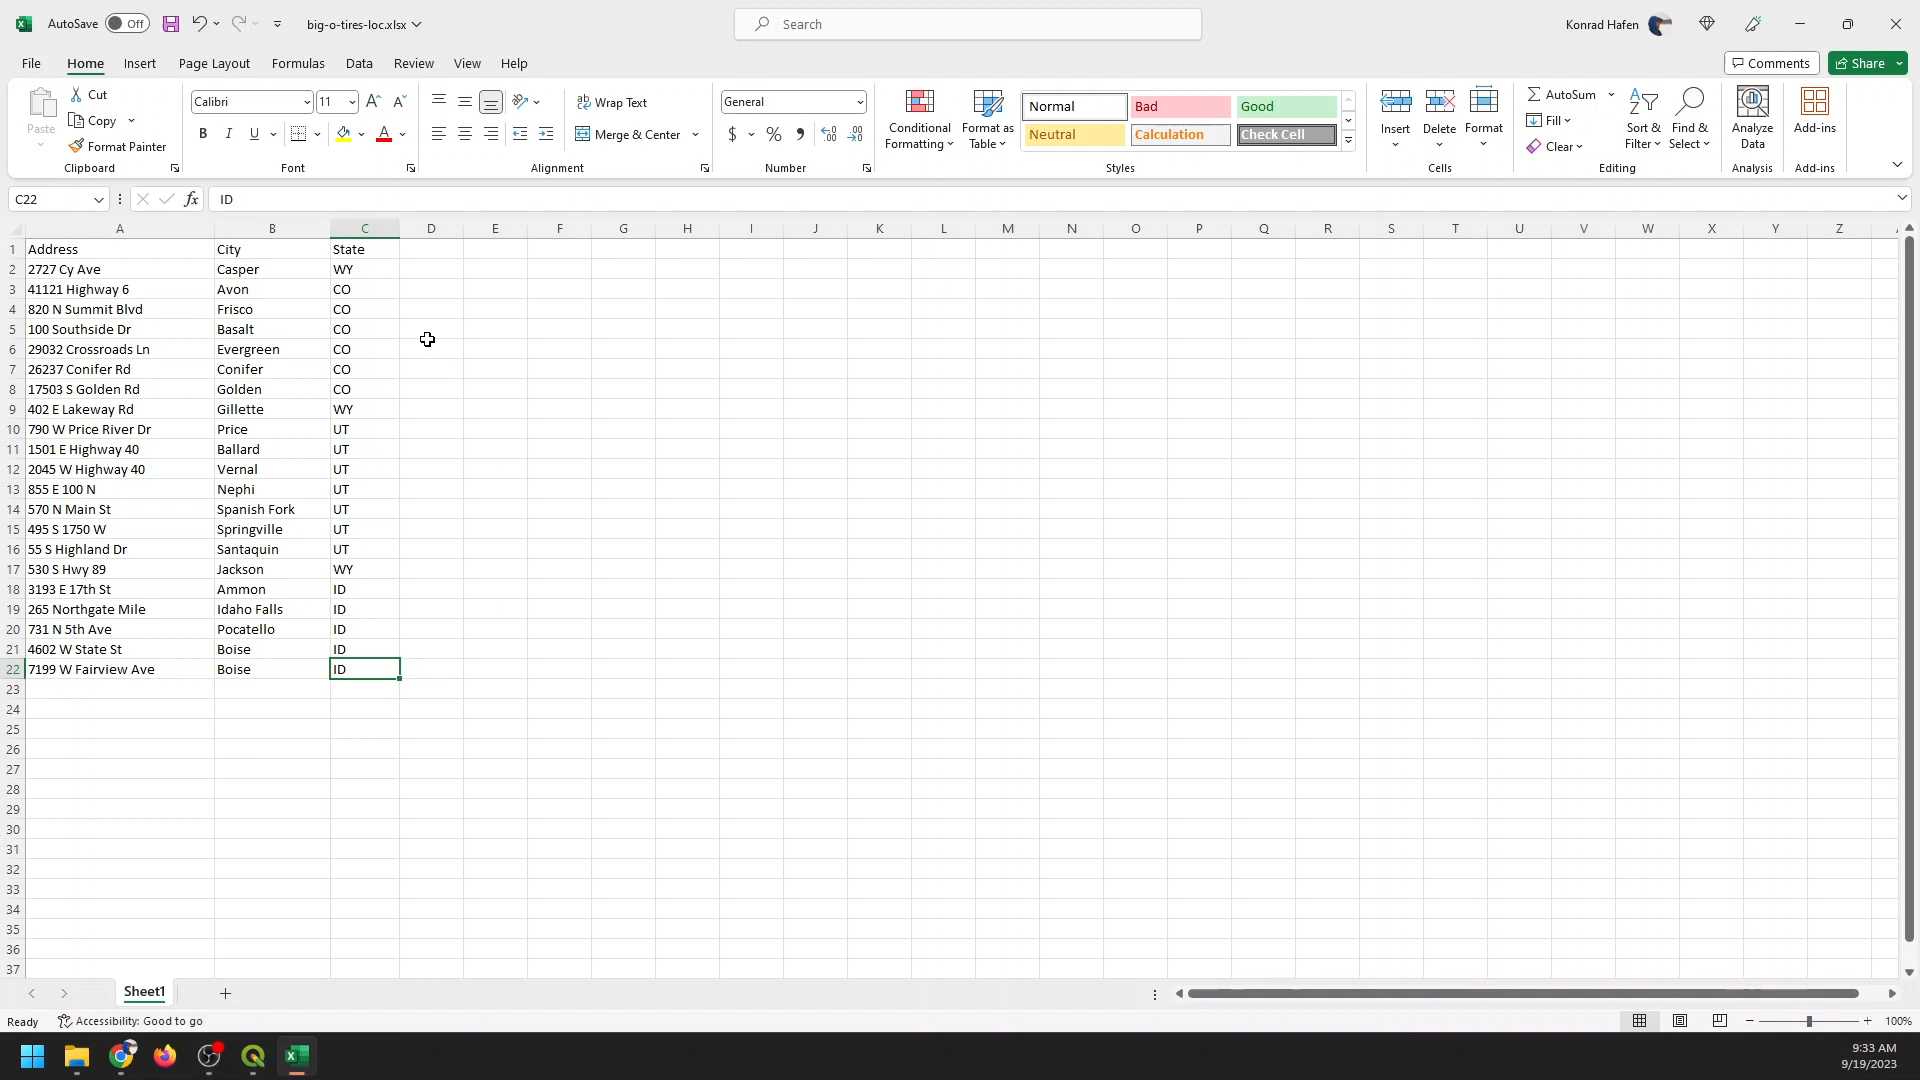 AutoSave Off big-o-tires-loc.xlsx Search Konrad Hafen
File Home Insert Page Layout Formulas Data Review View Help Comments Share
Paste Cut Copy Format Painter Clipboard
Calibri 11 B I U A Font
Wrap Text Merge & Center Alignment
General $ % Number
Conditional Formatting Format as Table
Normal Bad Good
Neutral Calculation Check Cell
Styles
Insert Delete Format Cells
AutoSum Fill Clear Sort & Filter Find & Select Editing
Analyze Data Analysis
Add-ins Add-ins
C22 fx ID
A B C D E F G H I J K L M N O P Q R S T U V W X Y Z
1 Address City State
2 2727 Cy Ave Casper WY
3 41121 Highway 6 Avon CO
4 820 N Summit Blvd Frisco CO
5 100 Southside Dr Basalt CO
6 29032 Crossroads Ln Evergreen CO
7 26237 Conifer Rd Conifer CO
8 17503 S Golden Rd Golden CO
9 402 E Lakeway Rd Gillette WY
10 790 W Price River Dr Price UT
11 1501 E Highway 40 Ballard UT
12 2045 W Highway 40 Vernal UT
13 855 E 100 N Nephi UT
14 570 N Main St Spanish Fork UT
15 495 S 1750 W Springville UT
16 55 S Highland Dr Santaquin UT
17 530 S Hwy 89 Jackson WY
18 3193 E 17th St Ammon ID
19 265 Northgate Mile Idaho Falls ID
20 731 N 5th Ave Pocatello ID
21 4602 W State St Boise ID
22 7199 W Fairview Ave Boise ID
23
24
25
26
27
28
29
30
31
32
33
34
35
36
37
Sheet1
Ready Accessibility: Good to go 100%
9:33 AM
9/19/2023